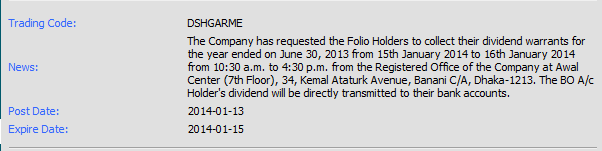 Trading Code: DSHGARME
The Company has requested the Folio Holders to collect their dividend warrants for
the year ended on June 30, 2013 from 15th January 2014 to 16th January 2014
News: from 10:30 a.m. to 4:30 p.m. from the Registered Office of the Company at Awal
Center (7th Floor), 34, Kemal Ataturk Avenue, Banani C/A, Dhaka-1213. The BO A/c
Holder's dividend will be directly transmitted to their bank accounts.
Post Date: 2014-01-13
Expire Date: 2014-01-15